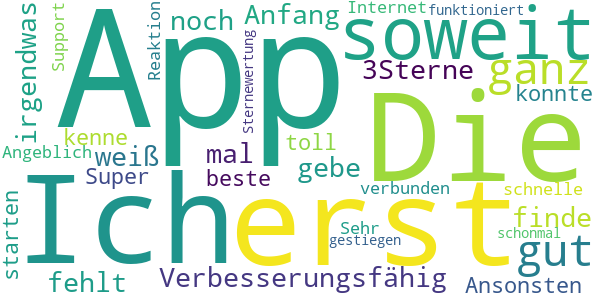 Internet
funktioniert
noch
Anfang
App
soweit
irgendwas
Support
Reaktion
Sternewertung
3Sterne
ganz
Die
konnte
kenne
toll
Angeblich
weiß
mal
gebe
Super
beste
verbunden
schnelle
Ich
erst
starten
Sehr
finde
gestiegen
schonmal
gut
fehlt
Verbesserungsfähig
Ansonsten